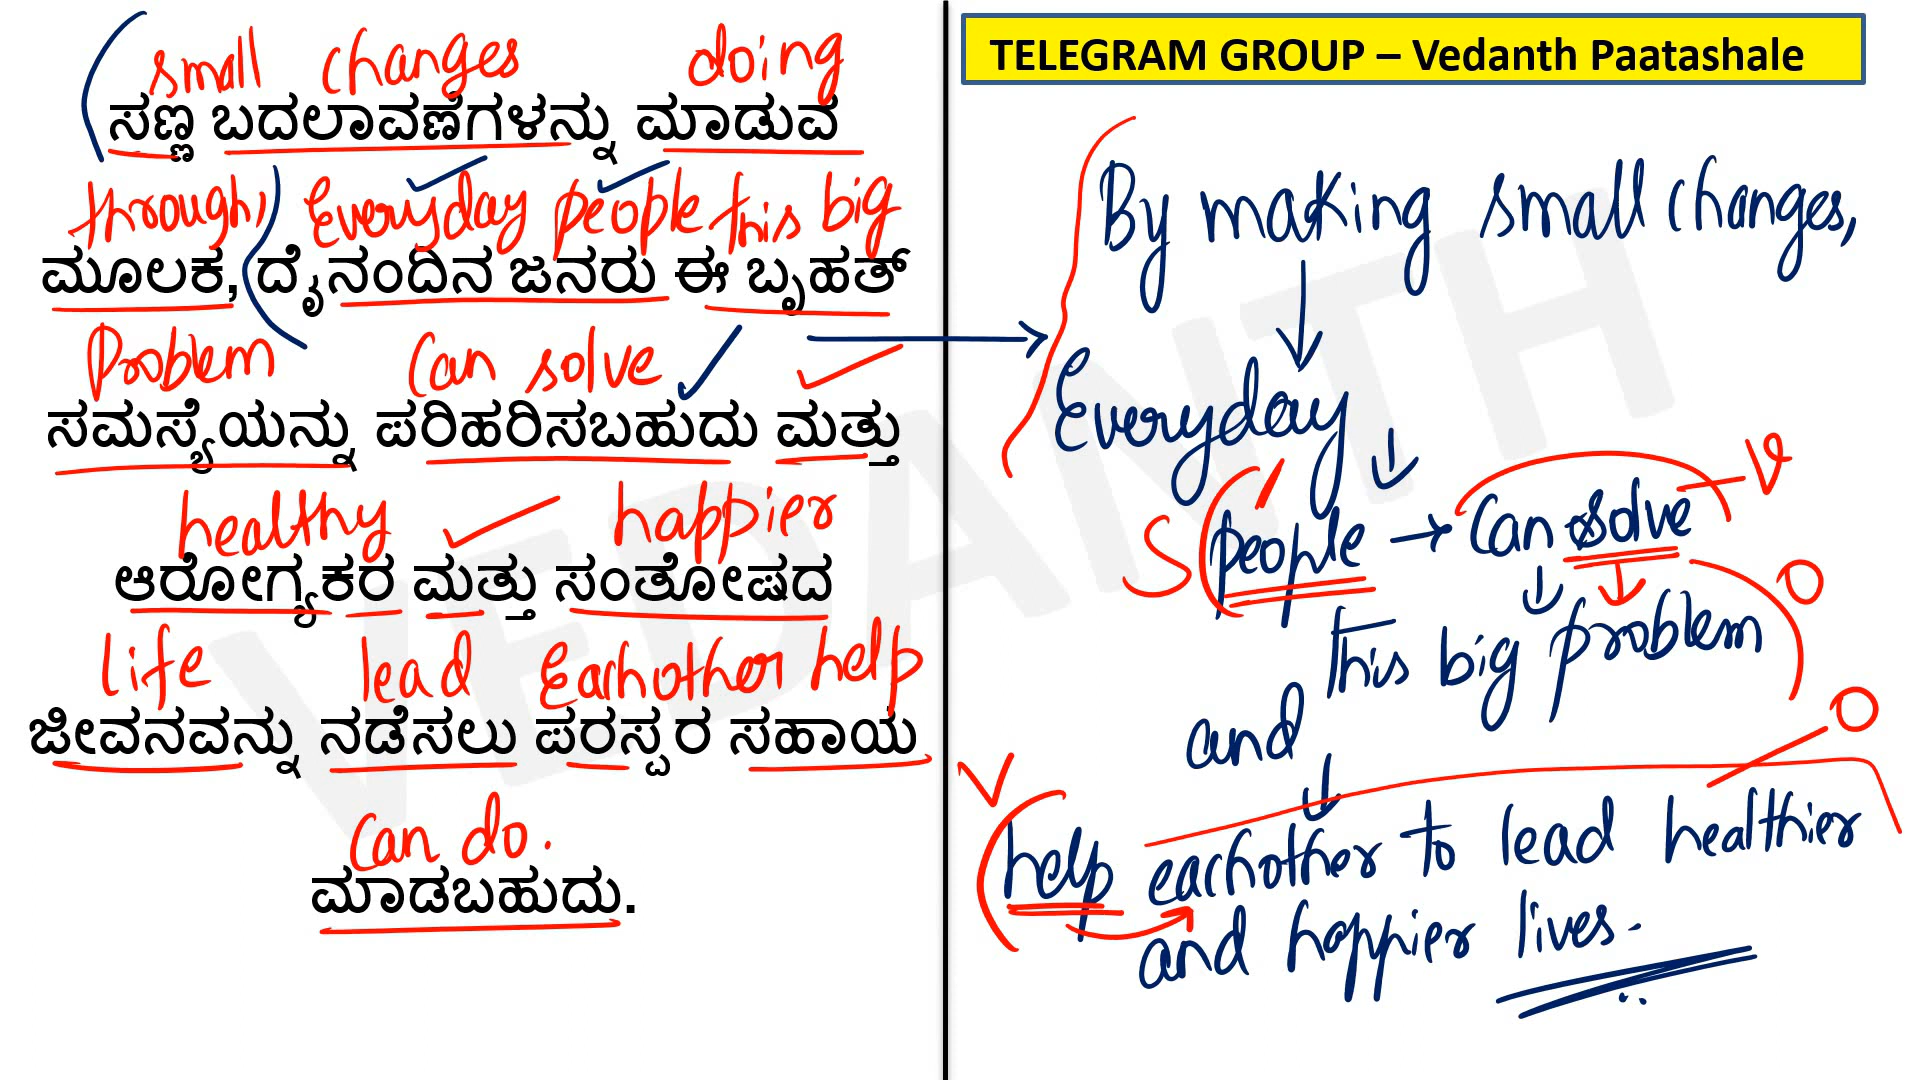 small changes doing
ಸಣ್ಣ ಬದಲಾವಣೆಗಳನ್ನು ಮಾಡುವ
through, Everyday people this big
ಮೂಲಕ, ದೈನಂದಿನ ಜನರು ಈ ಬೃಹತ್
Problem Can solve
ಸಮಸ್ಯೆಯನ್ನು ಪರಿಹರಿಸಬಹುದು ಮತ್ತು
healthy happier
ಆರೋಗ್ಯಕರ ಮತ್ತು ಸಂತೋಷದ
life lead Eachother help
ಜೀವನವನ್ನು ನಡೆಸಲು ಪರಸ್ಪರ ಸಹಾಯ
Can do.
ಮಾಡಬಹುದು.
TELEGRAM GROUP – Vedanth Paatashale
By making small changes,
Everyday
S people → Can solve V
this big problem O
and
O
V help eachother to lead healthier
and happier lives.
VEDANTH